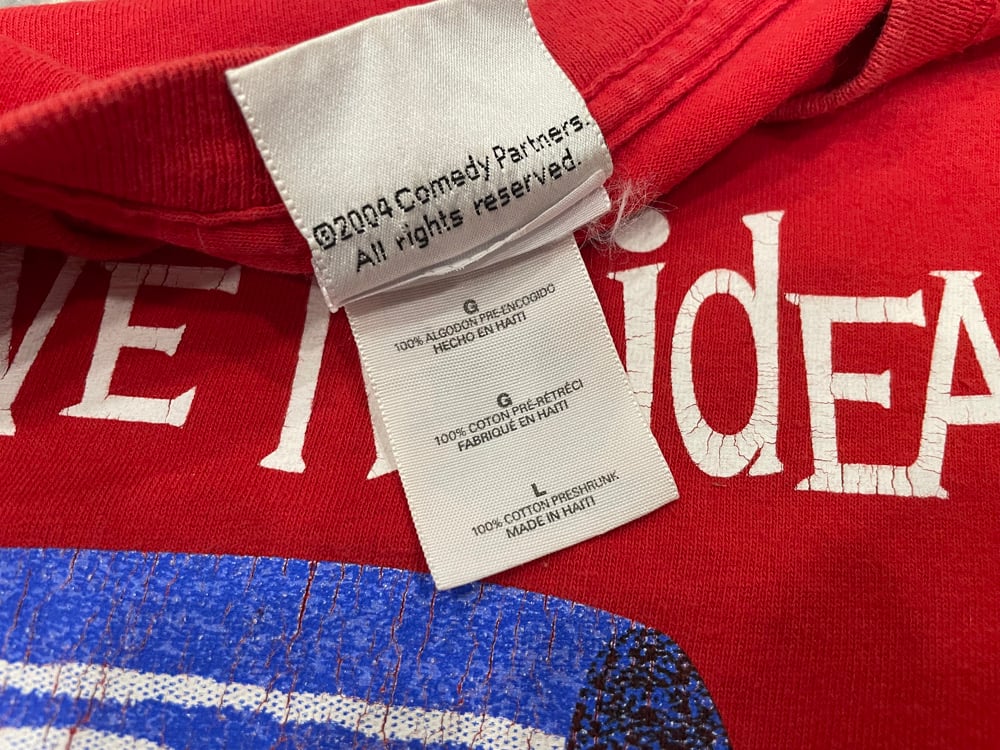 ©2004 Comedy Partners.
All rights reserved.
G
100% ALGODON PRE-ENCOGIDO
HECHO EN HAITI
G
100% COTON PRÉ-RÉTRÉCI
FABRIQUÉ EN HAITI
L
100% COTTON PRESHRUNK
MADE IN HAITI
VE idEA